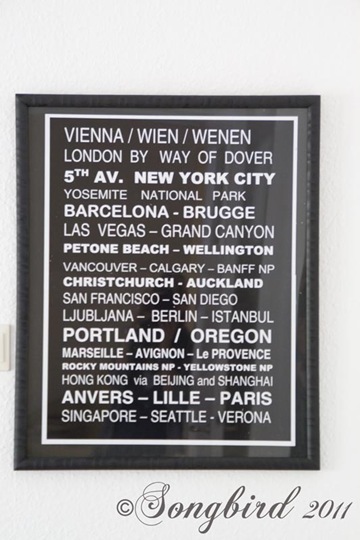 VIENNA / WIEN / WENEN
LONDON BY WAY OF DOVER
5TH AV. NEW YORK CITY
YOSEMITE NATIONAL PARK
BARCELONA - BRUGGE
LAS VEGAS – GRAND CANYON
PETONE BEACH – WELLINGTON
VANCOUVER – CALGARY – BANFF NP
CHRISTCHURCH - AUCKLAND
SAN FRANCISCO – SAN DIEGO
LJUBLJANA – BERLIN – ISTANBUL
PORTLAND / OREGON
MARSEILLE – AVIGNON – Le PROVENCE
ROCKY MOUNTAINS NP - YELLOWSTONE NP
HONG KONG via BEIJING and SHANGHAI
ANVERS – LILLE – PARIS
SINGAPORE – SEATTLE - VERONA
©Songbird 2011